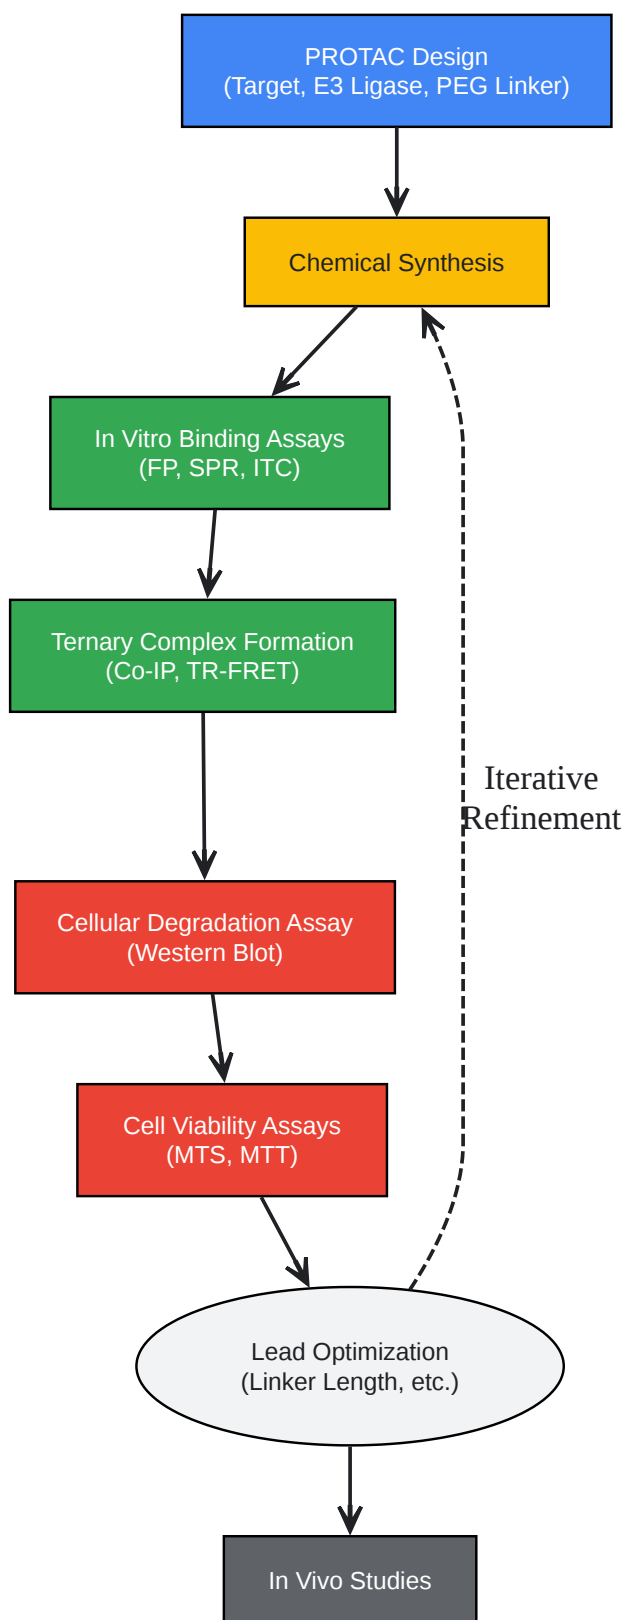 PROTAC Design
(Target, E3 Ligase, PEG Linker)
Chemical Synthesis
In Vitro Binding Assays
(FP, SPR, ITC)
Ternary Complex Formation
(Co-IP, TR-FRET)
Iterative
Refinement
Cellular Degradation Assay
(Western Blot)
Cell Viability Assays
(MTS, MTT)
Lead Optimization
(Linker Length, etc.)
In Vivo Studies